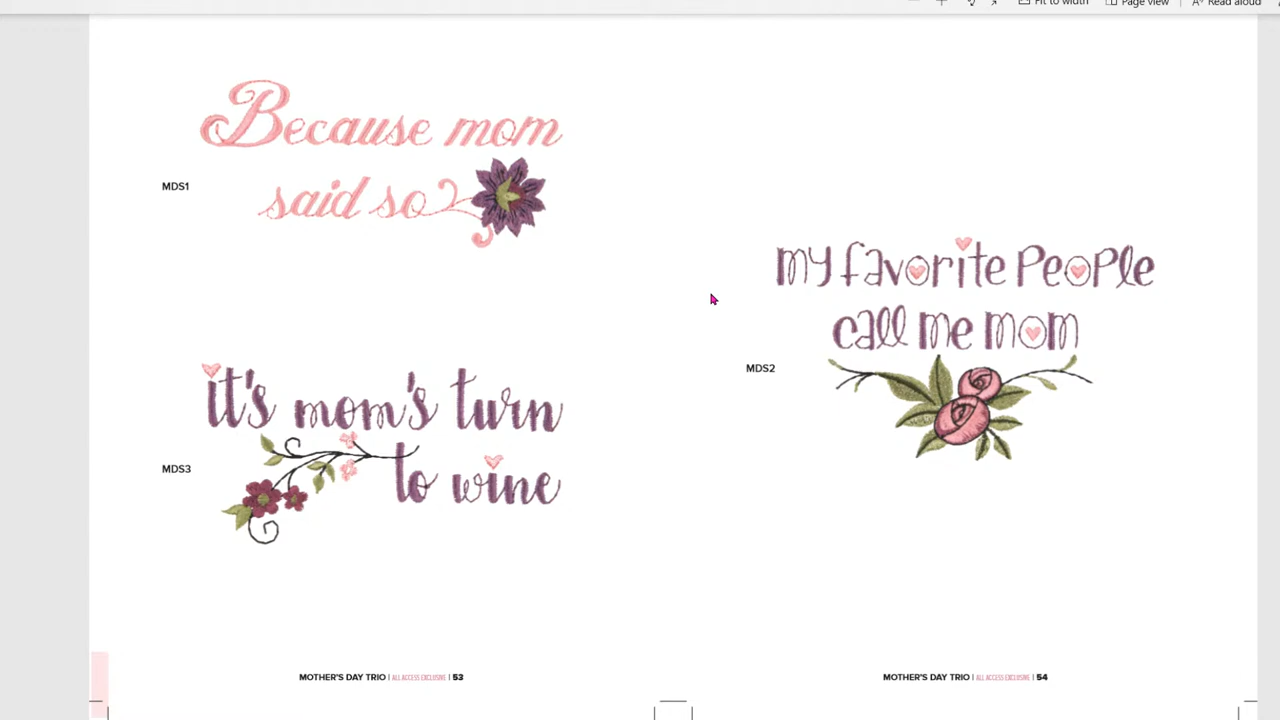 Fit to width
Page view
Read aloud
Because mom
said so
MDS1
it's mom's turn
to wine
MDS3
MOTHER'S DAY TRIO | ALL ACCESS EXCLUSIVE | 53
my favorite people
call me mom
MDS2
MOTHER'S DAY TRIO | ALL ACCESS EXCLUSIVE | 54